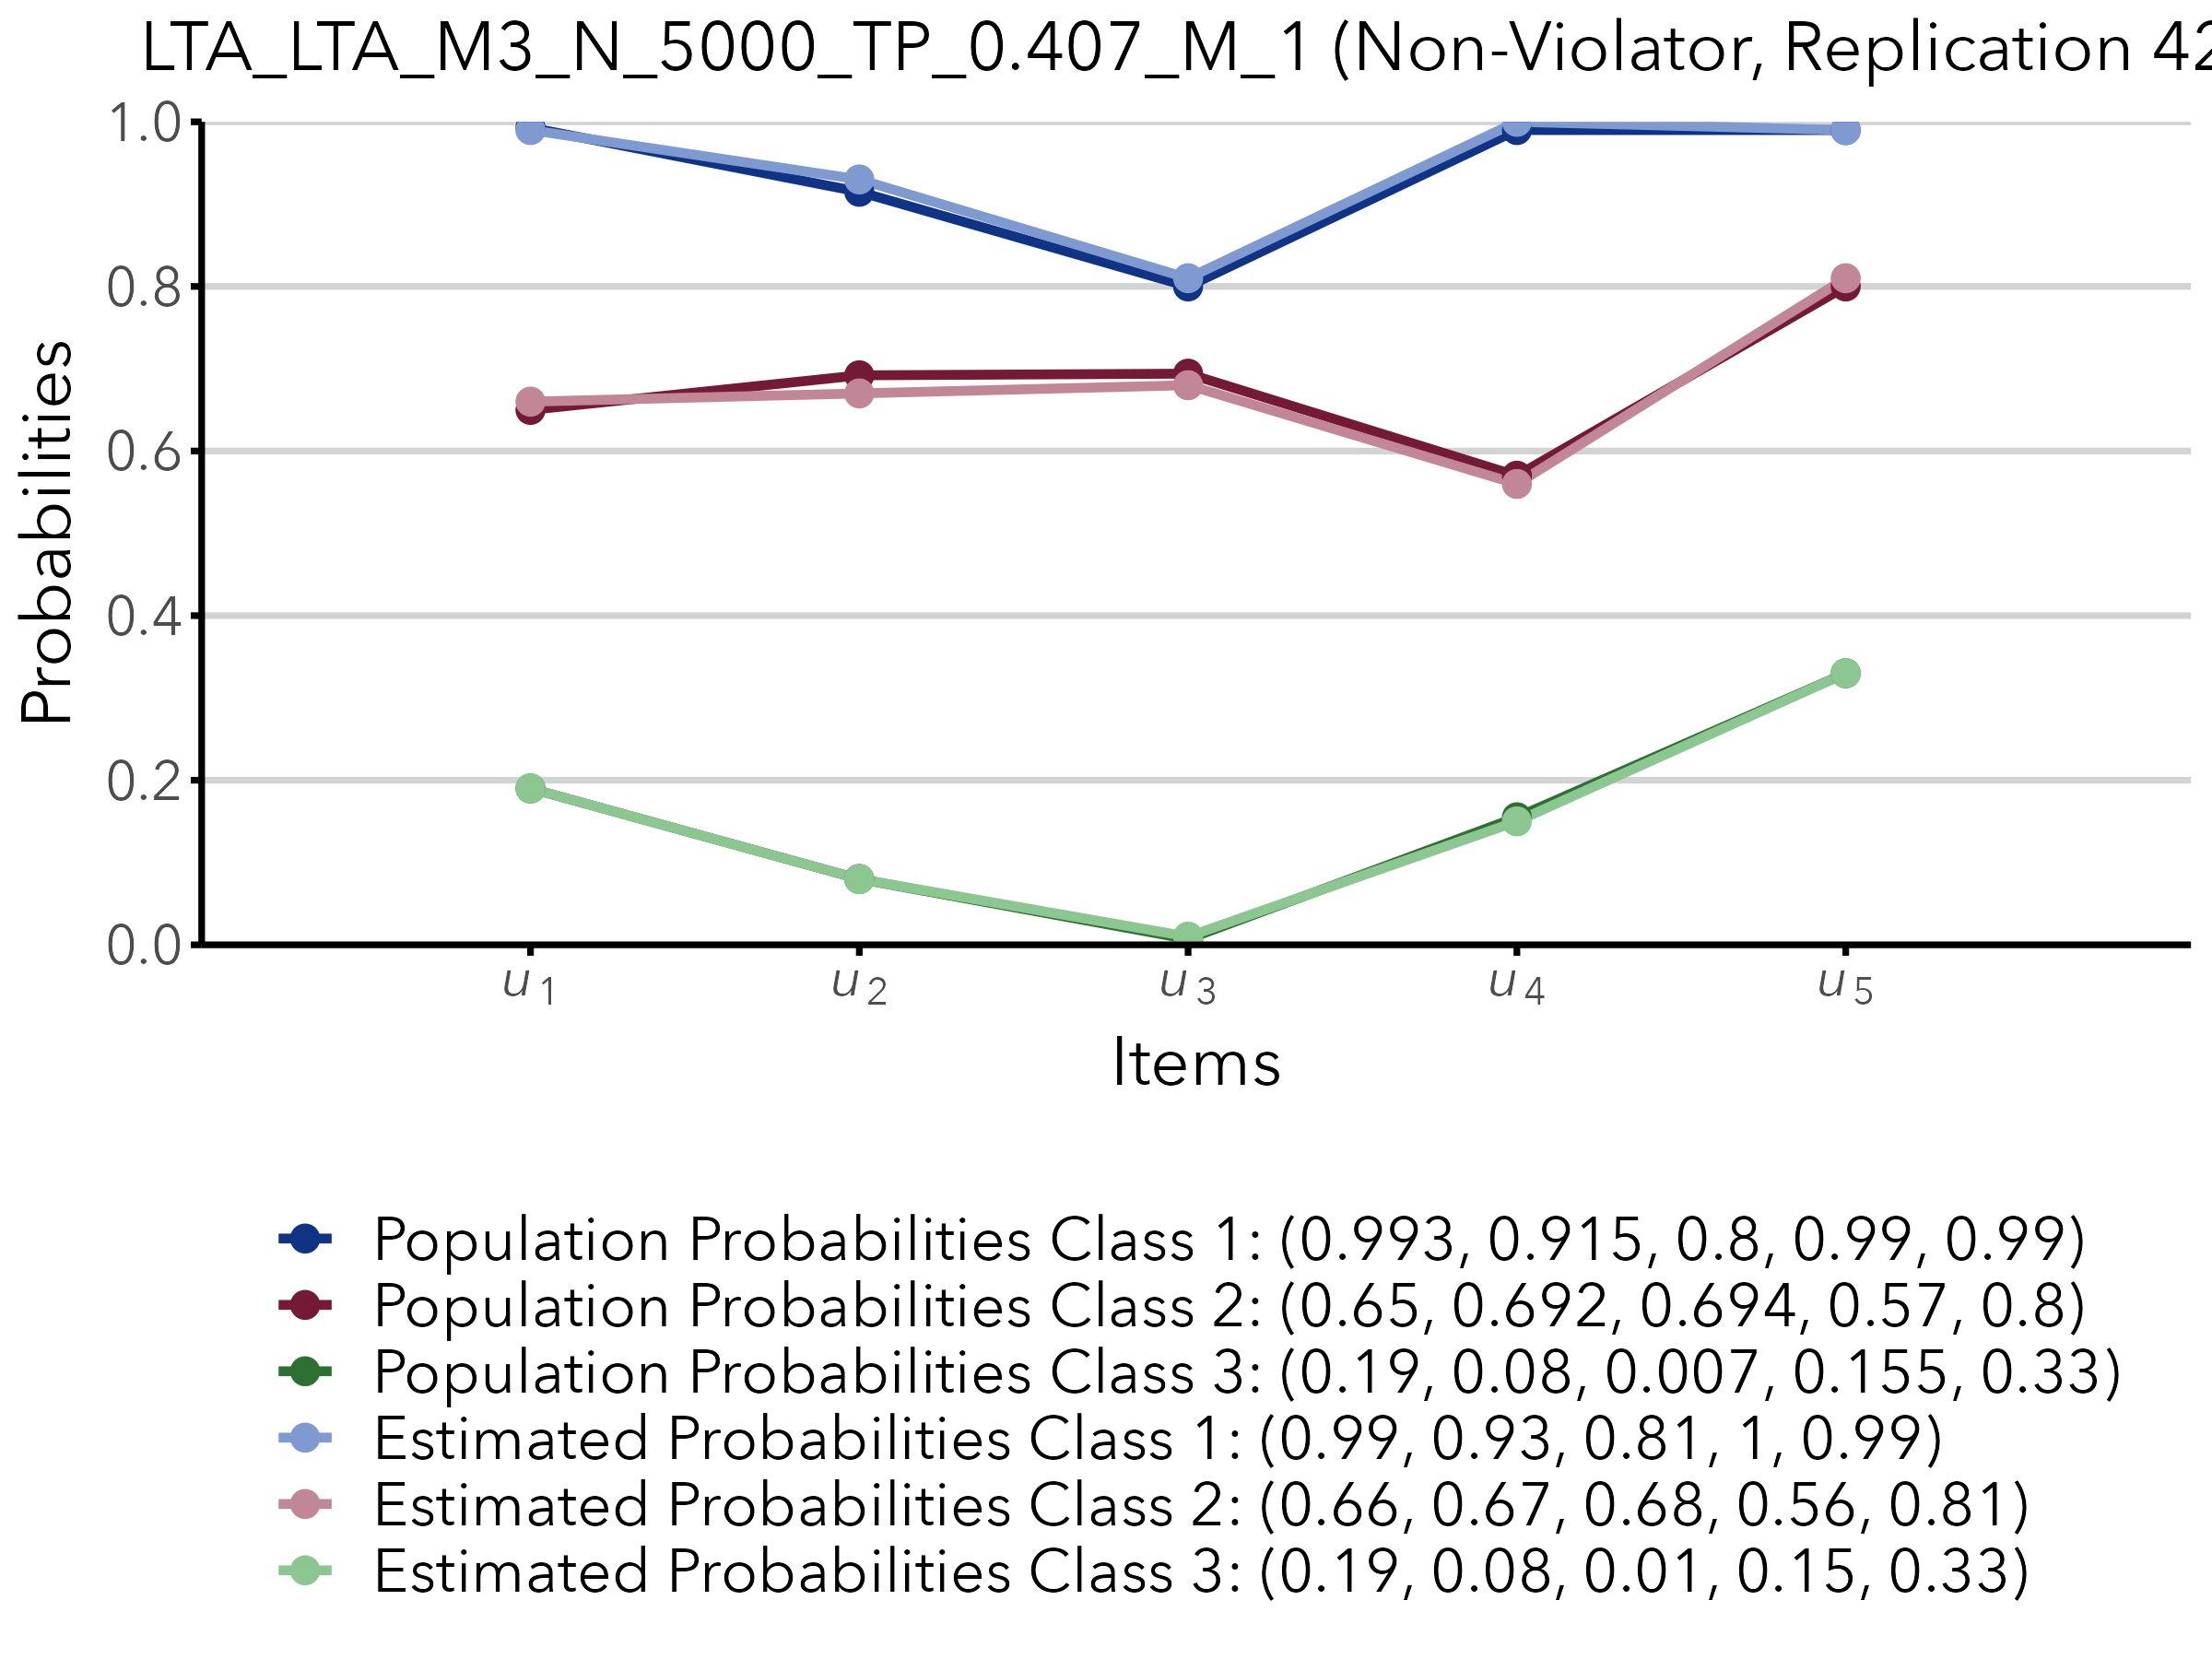 LTA_LTA_M3_N_5000_TP_0.407_M_1 (Non-Violator, Replication 42
1.0
0.8
0.6
0.4
0.2
0.0
Probabilities
u1 u2 u3 u4 u5
Items
Population Probabilities Class 1: (0.993, 0.915, 0.8, 0.99, 0.99)
Population Probabilities Class 2: (0.65, 0.692, 0.694, 0.57, 0.8)
Population Probabilities Class 3: (0.19, 0.08, 0.007, 0.155, 0.33)
Estimated Probabilities Class 1: (0.99, 0.93, 0.81, 1, 0.99)
Estimated Probabilities Class 2: (0.66, 0.67, 0.68, 0.56, 0.81)
Estimated Probabilities Class 3: (0.19, 0.08, 0.01, 0.15, 0.33)